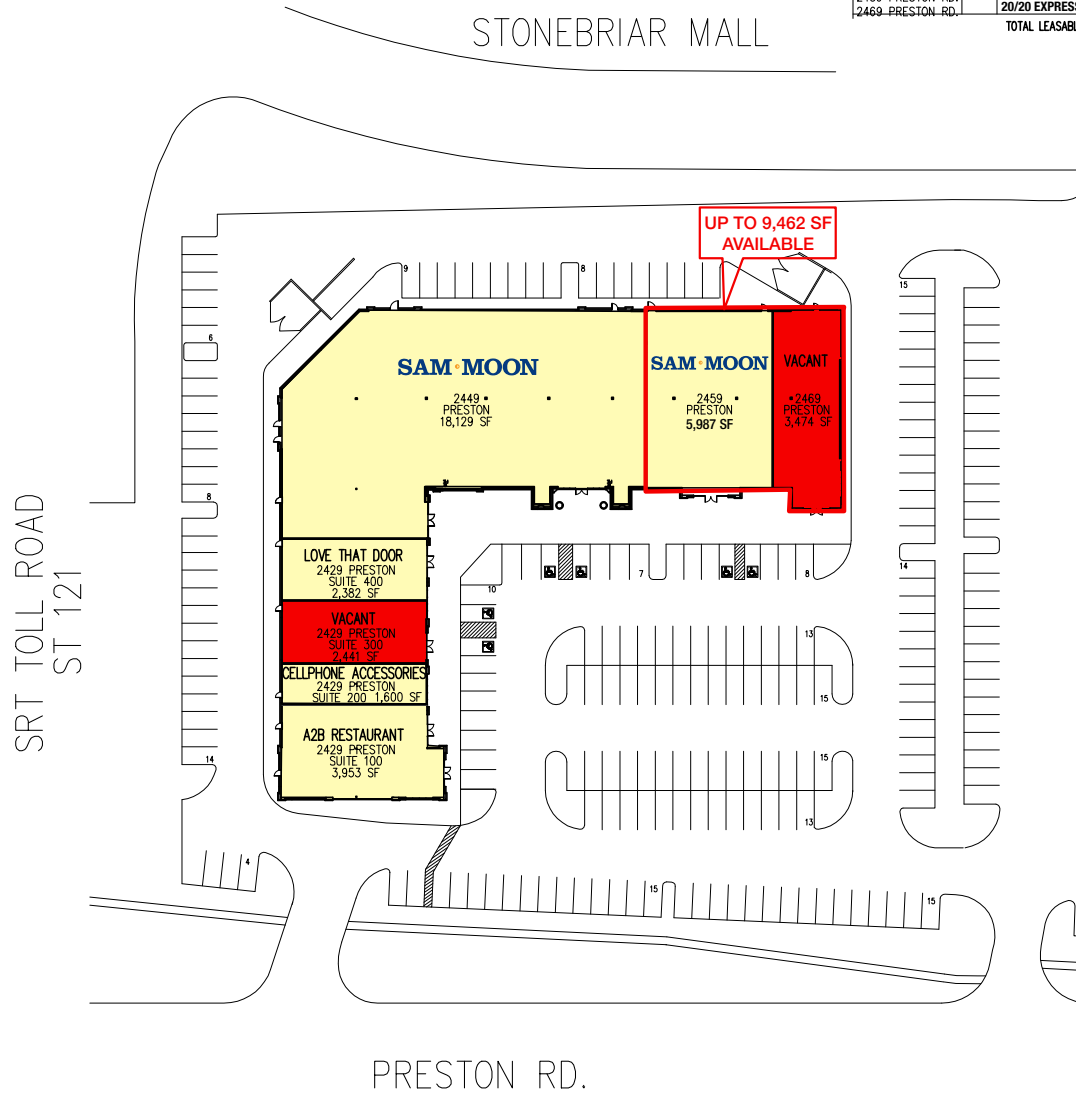 STONEBRIAR MALL
2469 PRESTON RD.
20/20 EXPRESS
TOTAL LEASABL
UP TO 9,462 SF
AVAILABLE
9
8
15
6
SAM MOON
2449
PRESTON
18,129 SF
SAM MOON
2459
PRESTON
5,987 SF
VACANT
2469
PRESTON
3,474 SF
8
SRT TOLL ROAD
ST 121
LOVE THAT DOOR
2429 PRESTON
SUITE 400
2,382 SF
VACANT
2429 PRESTON
SUITE 300
2,441 SF
CELLPHONE ACCESSORIES
2429 PRESTON
SUITE 200 1,600 SF
A2B RESTAURANT
2429 PRESTON
SUITE 100
3,953 SF
10
7
8
14
13
15
15
13
14
4
15
15
PRESTON RD.